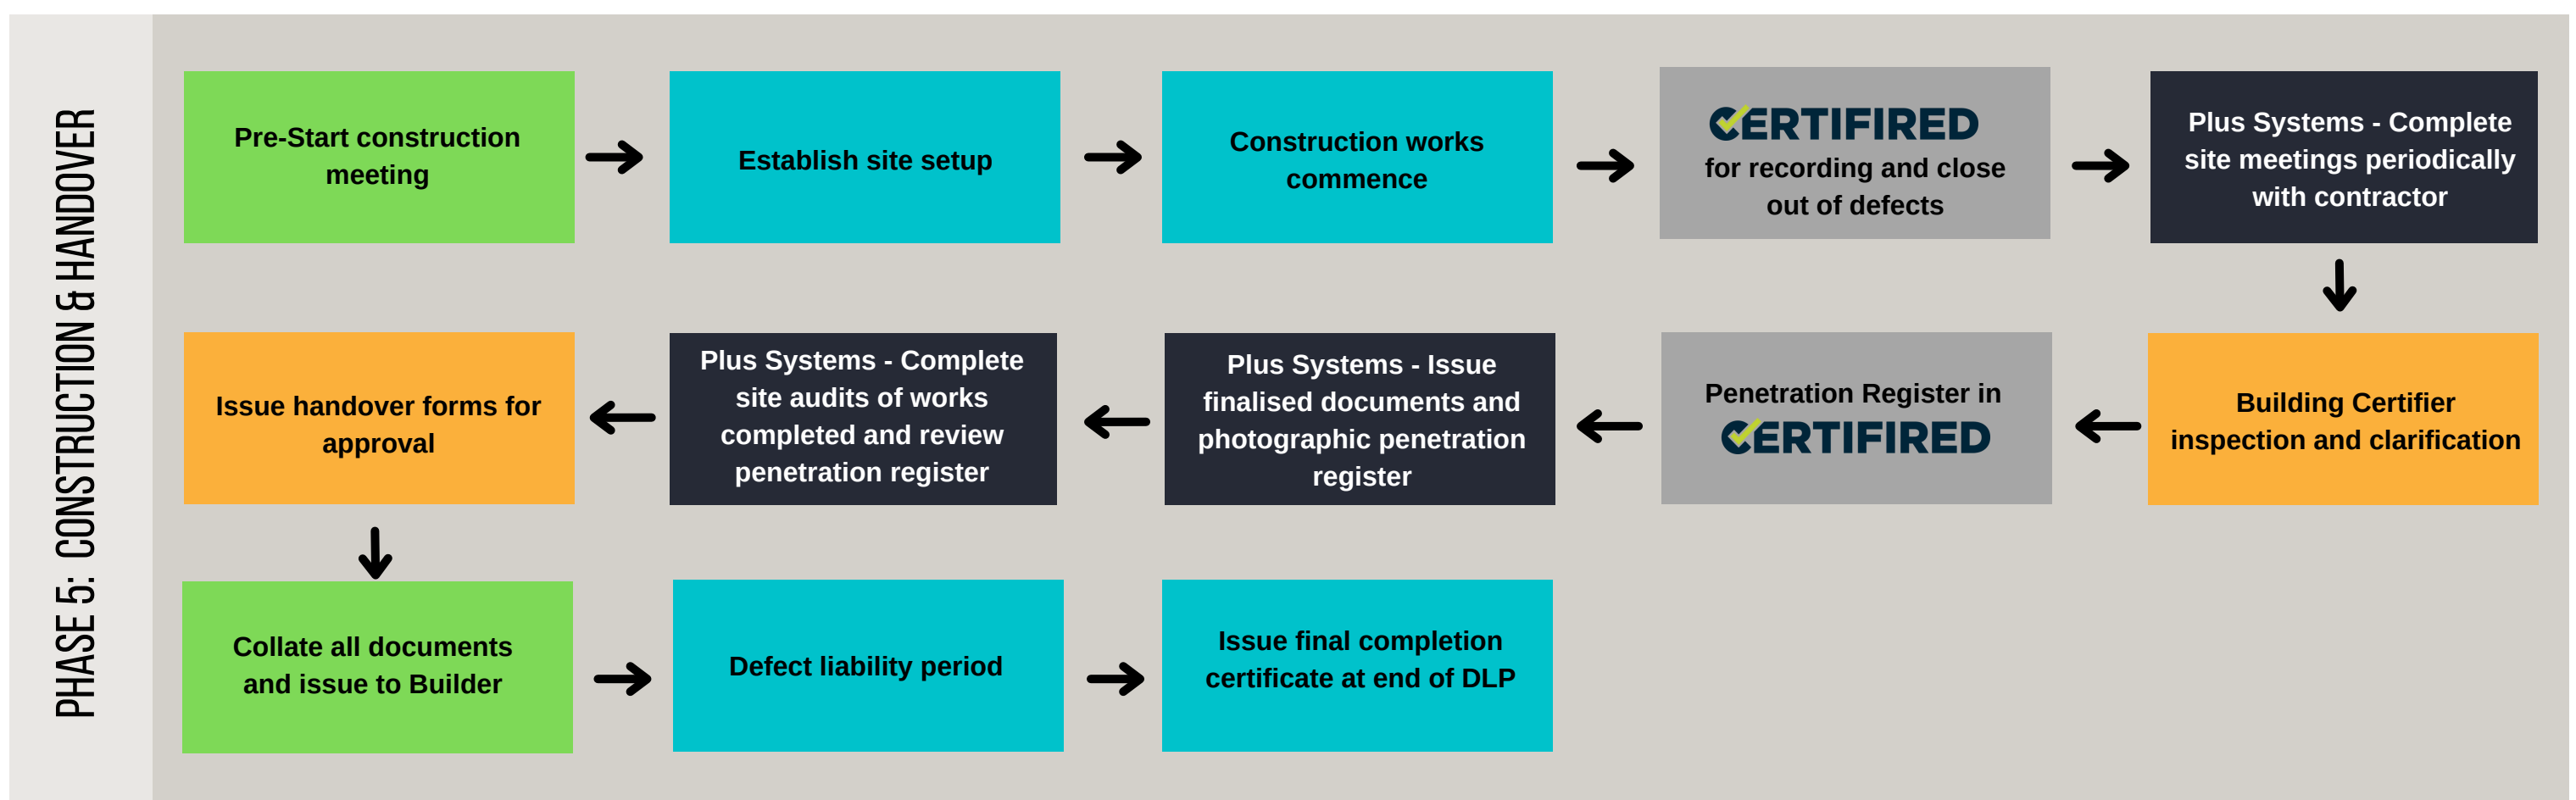 PHASE 5: CONSTRUCTION & HANDOVER
Pre-Start construction
meeting
Establish site setup
Construction works
commence
CERTIFIRED
for recording and close
out of defects
Plus Systems - Complete
site meetings periodically
with contractor
Building Certifier
inspection and clarification
Penetration Register in
CERTIFIRED
Plus Systems - Issue
finalised documents and
photographic penetration
register
Plus Systems - Complete
site audits of works
completed and review
penetration register
Issue handover forms for
approval
Collate all documents
and issue to Builder
Defect liability period
Issue final completion
certificate at end of DLP